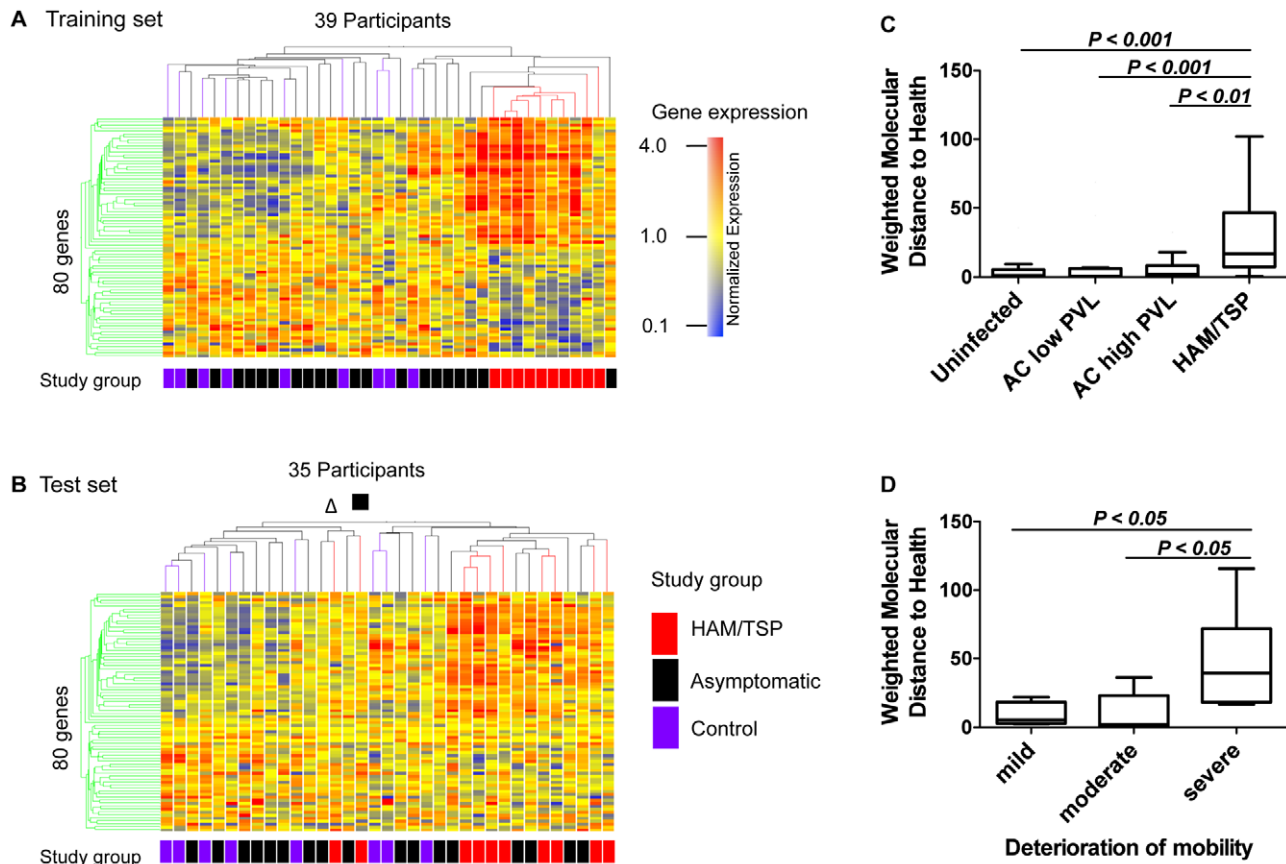 A Training set
39 Participants
80 genes
Study group
Gene expression
4.0
1.0
0.1
Normalized Expression
B Test set
35 Participants
Δ
80 genes
Study group
Study group
HAM/TSP
Asymptomatic
Control
C
P < 0.001
P < 0.001
P < 0.01
Weighted Molecular
Distance to Health
150
100
50
0
Uninfected
AC low PVL
AC high PVL
HAM/TSP
D
P < 0.05
P < 0.05
Weighted Molecular
Distance to Health
150
100
50
0
mild
moderate
severe
Deterioration of mobility